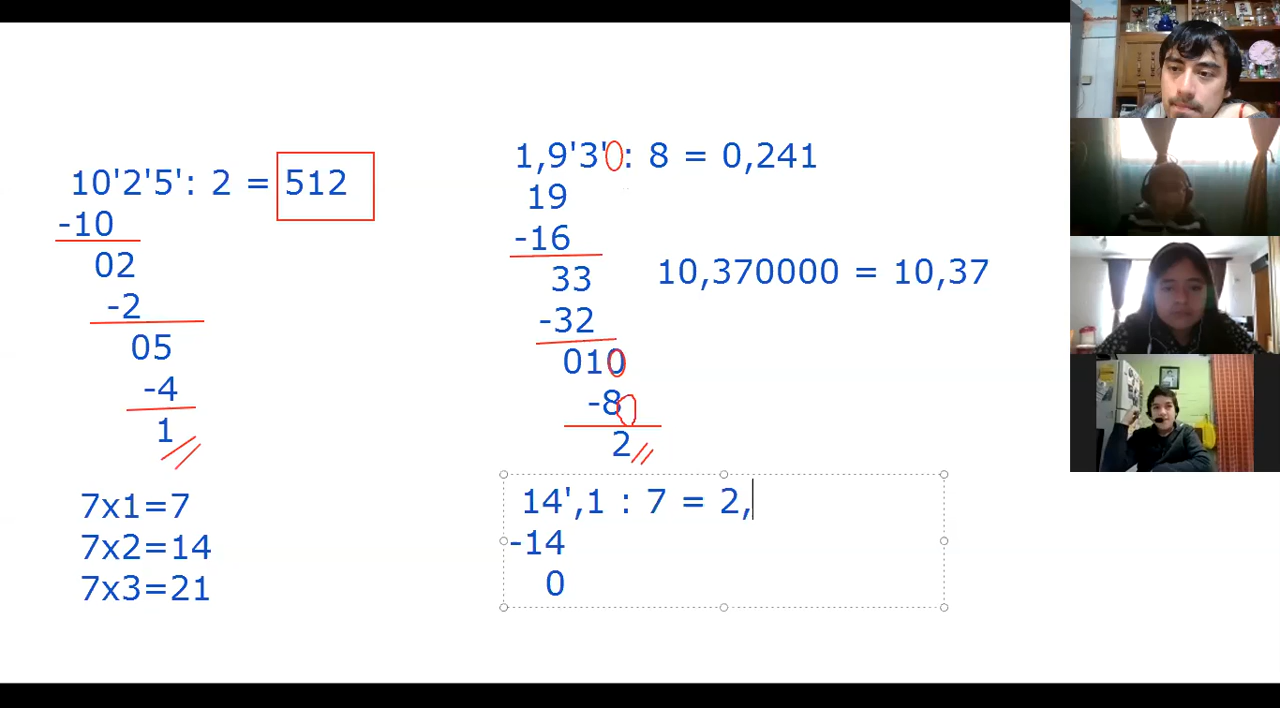 10'2'5': 2 = 512
-10
02
-2
05
-4
1
7x1=7
7x2=14
7x3=21
1,9'3'0: 8 = 0,241
19
-16
33
-32
010
-8
2
10,370000 = 10,37
14',1 : 7 = 2,
-14
0